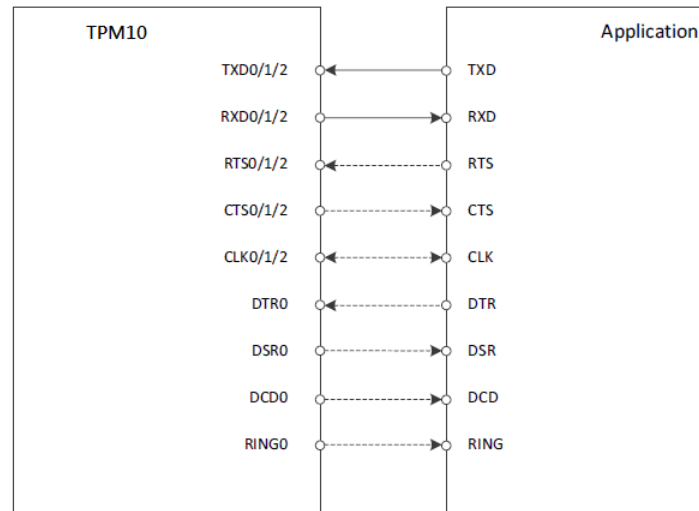 TPM10 Application
TXD0/1/2 TXD
RXD0/1/2 RXD
RTS0/1/2 RTS
CTS0/1/2 CTS
CLK0/1/2 CLK
DTR0 DTR
DSR0 DSR
DCD0 DCD
RING0 RING